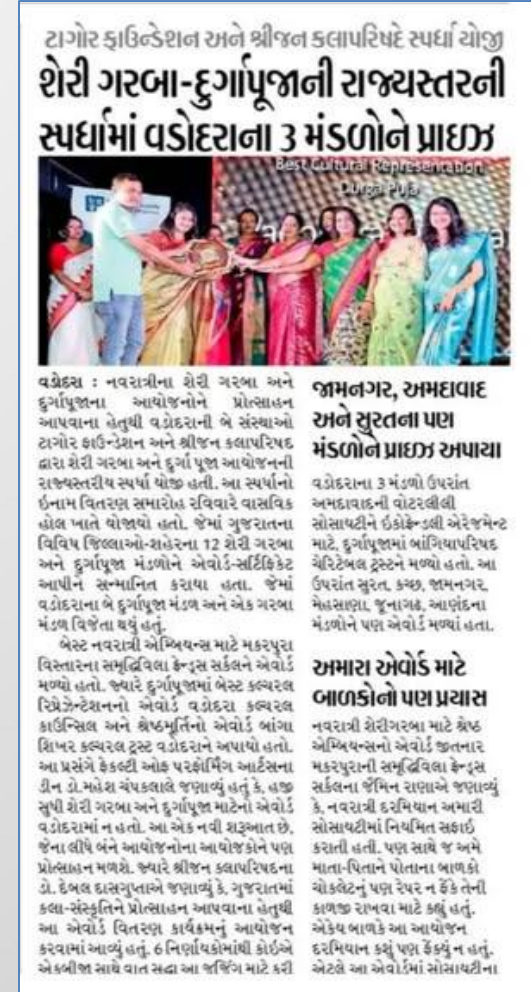 ટાગોર ફાઉન્ડેશન અને શ્રીજન કલાપરિષદે સ્પર્ધા યોજી
શેરી ગરબા-દુર્ગાપૂજાની રાજ્યસ્તરની
સ્પર્ધામાં વડોદરાના 3 મંડળોને પ્રાઇઝ
Best Cultural Representation
Durga Puja
વડોદરા : નવરાત્રીના શેરી ગરબા અને
દુર્ગાપૂજાના આયોજનોને પ્રોત્સાહન
આપવાના હેતુથી વડોદરાની બે સંસ્થાઓ
ટાગોર ફાઉન્ડેશન અને શ્રીજન કલાપરિષદ
દ્વારા શેરી ગરબા અને દુર્ગા પૂજા આયોજનની
રાજ્યસ્તરીય સ્પર્ધા યોજી હતી. આ સ્પર્ધાનો
ઇનામ વિતરણ સમારોહ રવિવારે વાસવિક
હોલ ખાતે યોજાયો હતો. જેમાં ગુજરાતના
વિવિધ જિલ્લાઓ-શહેરના 12 શેરી ગરબા
અને દુર્ગાપૂજા મંડળોને એવોર્ડ-સર્ટિફિકેટ
આપીને સન્માનિત કરાયા હતા. જેમાં
વડોદરાના બે દુર્ગાપૂજા મંડળ અને એક ગરબા
મંડળ વિજેતા થયું હતું.
બેસ્ટ નવરાત્રી એમ્બિયન્સ માટે મકરપુરા
વિસ્તારના સમૃદ્ધિવિલા ફ્રેન્ડ્સ સર્કલને એવોર્ડ
મળ્યો હતો. જ્યારે દુર્ગાપૂજામાં બેસ્ટ કલ્ચરલ
રિપ્રેઝેન્ટેશનનો એવોર્ડ વડોદરા કલ્ચરલ
કાઉન્સિલ અને શ્રેષ્ઠમૂર્તિનો એવોર્ડ બાંગા
શિખર કલ્ચરલ ટ્રસ્ટ વડોદરાને અપાયો હતો.
આ પ્રસંગે ફેકલ્ટી ઓફ પરફોર્મિંગ આર્ટસના
ડીન ડો.મહેશ ચંપકલાલે જણાવ્યું હતું કે, હજી
સુધી શેરી ગરબા અને દુર્ગાપૂજા માટેનો એવોર્ડ
વડોદરામાં ન હતો. આ એક નવી શરૂઆત છે.
જેના લીધે બંને આયોજનોના આયોજકોને પણ
પ્રોત્સાહન મળશે. જ્યારે શ્રીજન કલાપરિષદના
ડો. દેબલ દાસગુપ્તાએ જણાવ્યું કે, ગુજરાતમાં
કલા-સંસ્કૃતિને પ્રોત્સાહન આપવાના હેતુથી
આ એવોર્ડ વિતરણ કાર્યક્રમનું આયોજન
કરવામાં આવ્યું હતું. 6 નિર્ણાયકોમાંથી કોઇએ
એકબીજા સાથે વાત સદ્ધા આ જજિંગ માટે કરી
જામનગર, અમદાવાદ
અને સુરતના પણ
મંડળોને પ્રાઇઝ અપાયા
વડોદરાના 3 મંડળો ઉપરાંત
અમદાવાદની વોટરલીલી
સોસાયટીને ઇકોફ્રેન્ડલી એરેજમેન્ટ
માટે, દુર્ગાપૂજામાં બાંગિયાપરિષદ
ચેરિટેબલ ટ્રસ્ટને મળ્યો હતો. આ
ઉપરાંત સુરત, કચ્છ, જામનગર,
મેહસાણા, જૂનાગઢ, આણંદના
મંડળોને પણ એવોર્ડ મળ્યાં હતા.
અમારા એવોર્ડ માટે
બાળકોનો પણ પ્રયાસ
નવરાત્રી શેરીગરબા માટે શ્રેષ્ઠ
એમ્બિયન્સનો એવોર્ડ જીતનાર
મકરપુરાની સમૃદ્ધિવિલા ફ્રેન્ડ્સ
સર્કલના જૈમિન રાણાએ જણાવ્યું
કે, નવરાત્રી દરમિયાન અમારી
સોસાયટીમાં નિયમિત સફાઇ
કરાતી હતી. પણ સાથે જ અમે
માતા-પિતાને પોતાના બાળકો
ચોકલેટનું પણ રેપર ન ફેંકે તેની
કાળજી રાખવા માટે કહ્યું હતું.
એકેય બાળકે આ આયોજન
દરમિયાન કશું પણ ફેંક્યું ન હતું.
એટલે આ એવોર્ડમાં સોસાયટીના